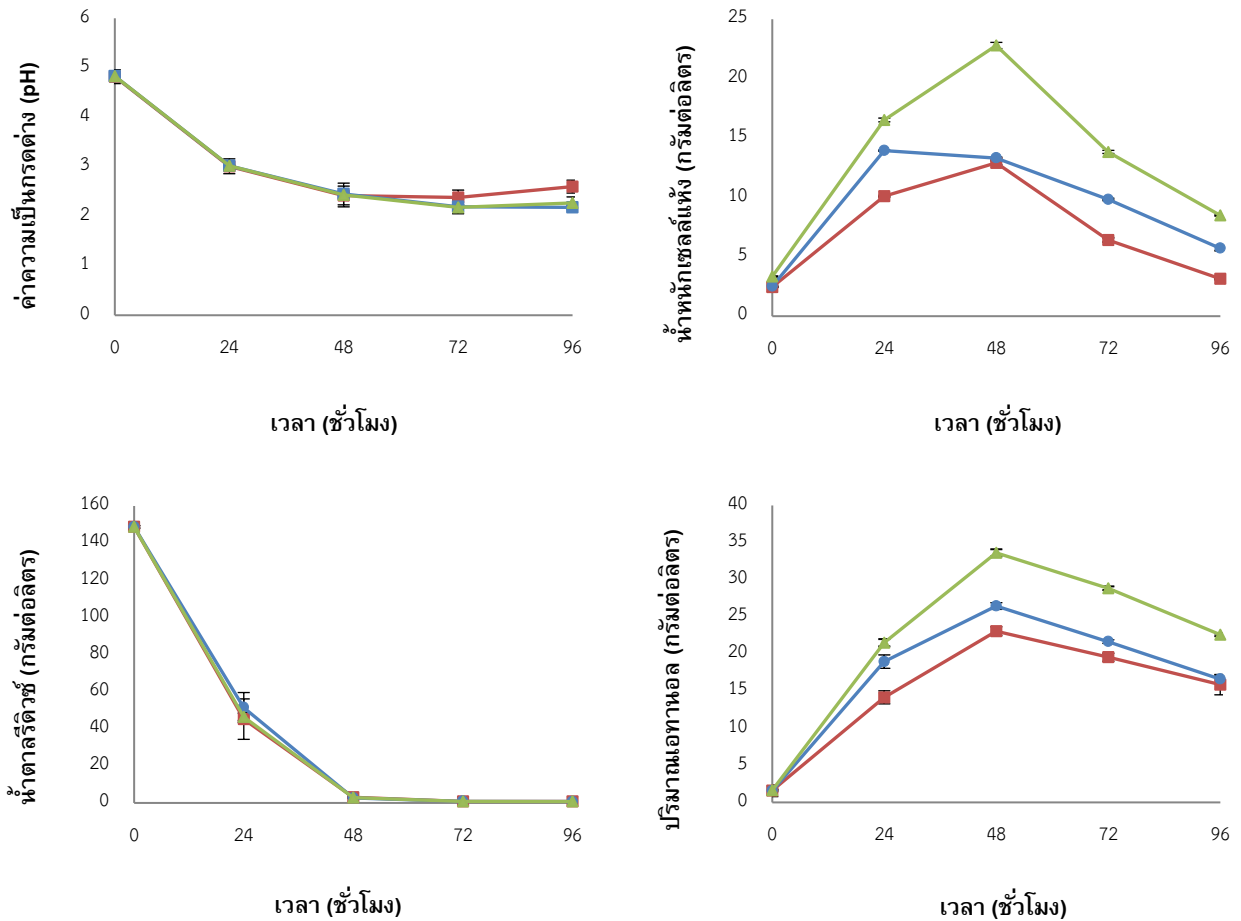 ค่าความเป็นกรดด่าง (pH)
6
5
4
3
2
1
0
0 24 48 72 96
เวลา (ชั่วโมง)
น้ำหนักเซลล์แห้ง (กรัมต่อลิตร)
25
20
15
10
5
0
0 24 48 72 96
เวลา (ชั่วโมง)
น้ำตาลรีดิวซ์ (กรัมต่อลิตร)
160
140
120
100
80
60
40
20
0
0 24 48 72 96
เวลา (ชั่วโมง)
ปริมาณเอทานอล (กรัมต่อลิตร)
40
35
30
25
20
15
10
5
0
0 24 48 72 96
เวลา (ชั่วโมง)